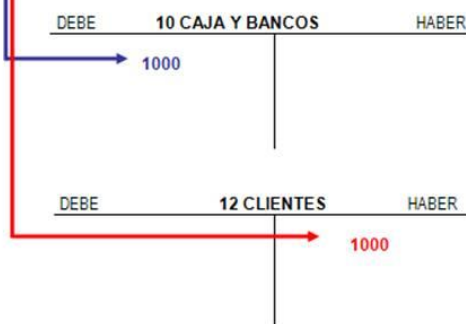 DEBE 10 CAJA Y BANCOS HABER
1000
DEBE 12 CLIENTES HABER
1000